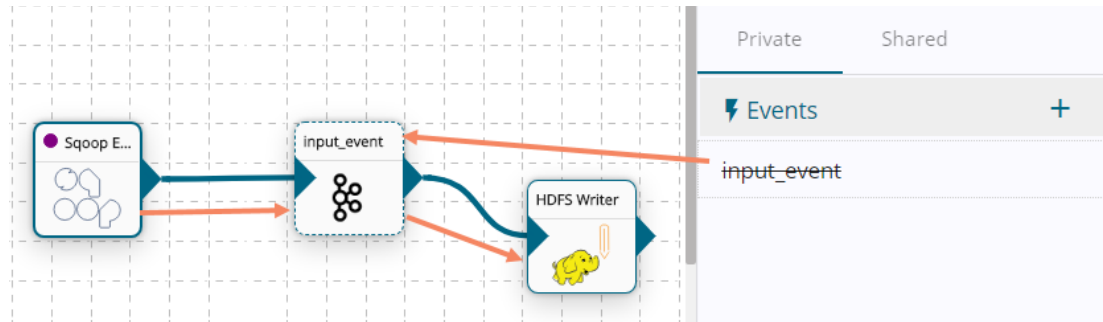 Private Shared
Events +
input_event
Sqoop E...
input_event
HDFS Writer